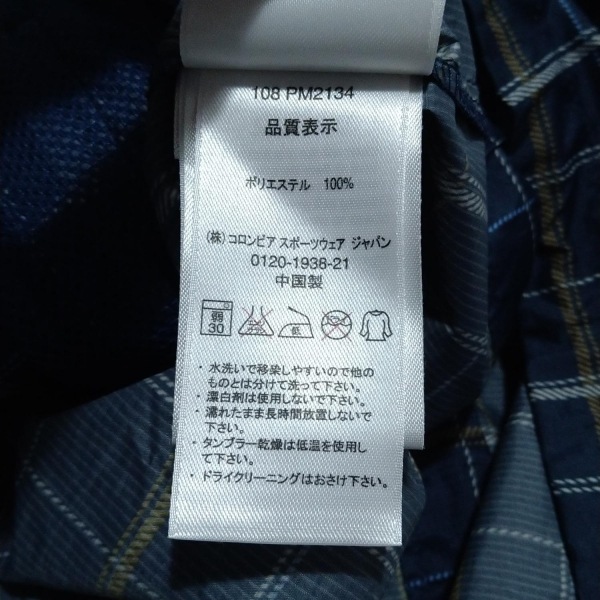 108 PM2134
品質表示
ポリエステル 100%
(株) コロンビア スポーツウェア ジャパン
0120-1938-21
中国製
弱
30
低
・水洗いで移染しやすいので他の
ものとは分けて洗って下さい。
・漂白剤は使用しないで下さい。
・濡れたまま長時間放置しないで
下さい。
・タンブラー乾燥は低温を使用し
て下さい。
・ドライクリーニングはおさけ下さい。